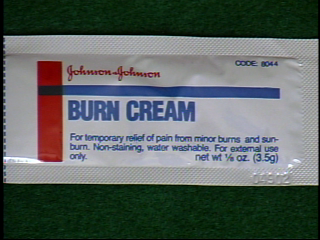 Johnson & Johnson
CODE: 8044
BURN CREAM
For temporary relief of pain from minor burns and sun-
burn. Non-staining, water washable. For external use
only. net wt ⅛ oz. (3.5g)